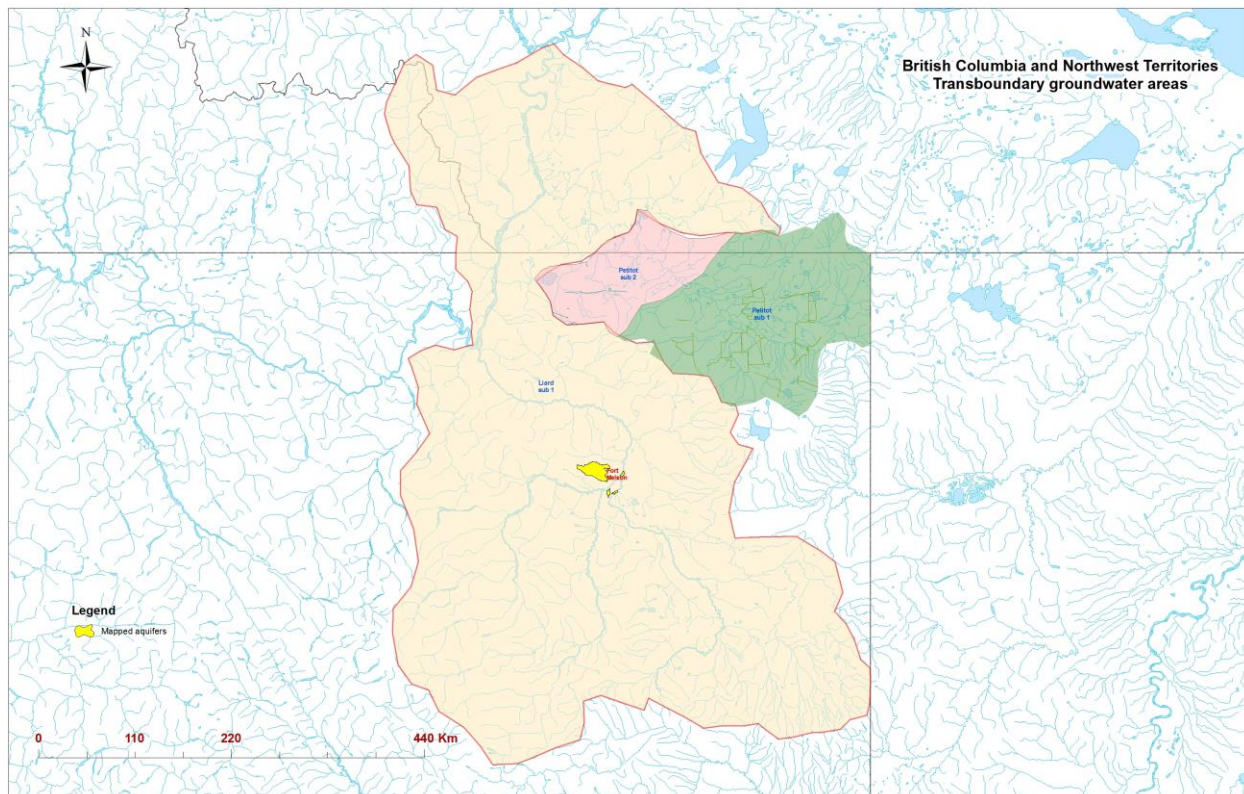 N
British Columbia and Northwest Territories
Transboundary groundwater areas
Petitot
sub 2
Petitot
sub 1
Liard
sub 1
Fort
Nelson
Legend
Mapped aquifers
0 110 220 440 Km